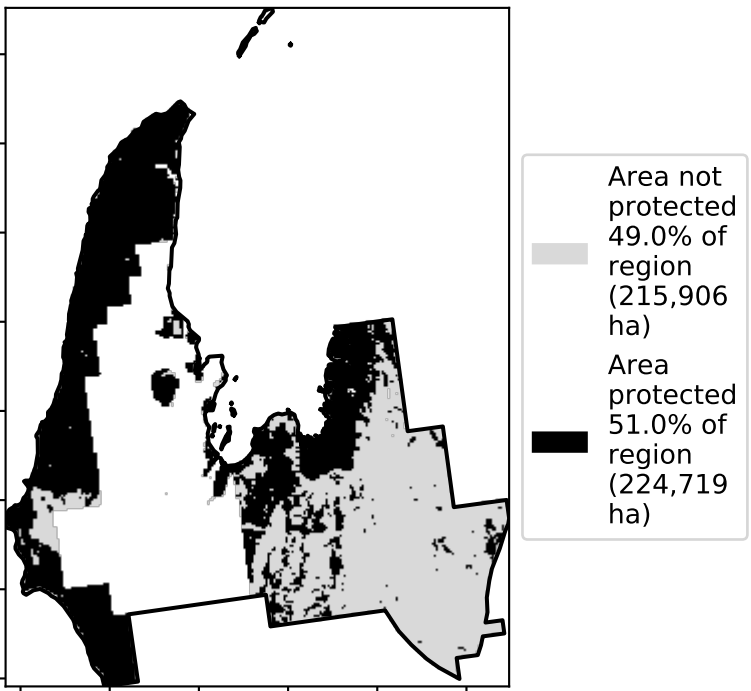 Area not
protected
49.0% of
region
(215,906
ha)
Area
protected
51.0% of
region
(224,719
ha)